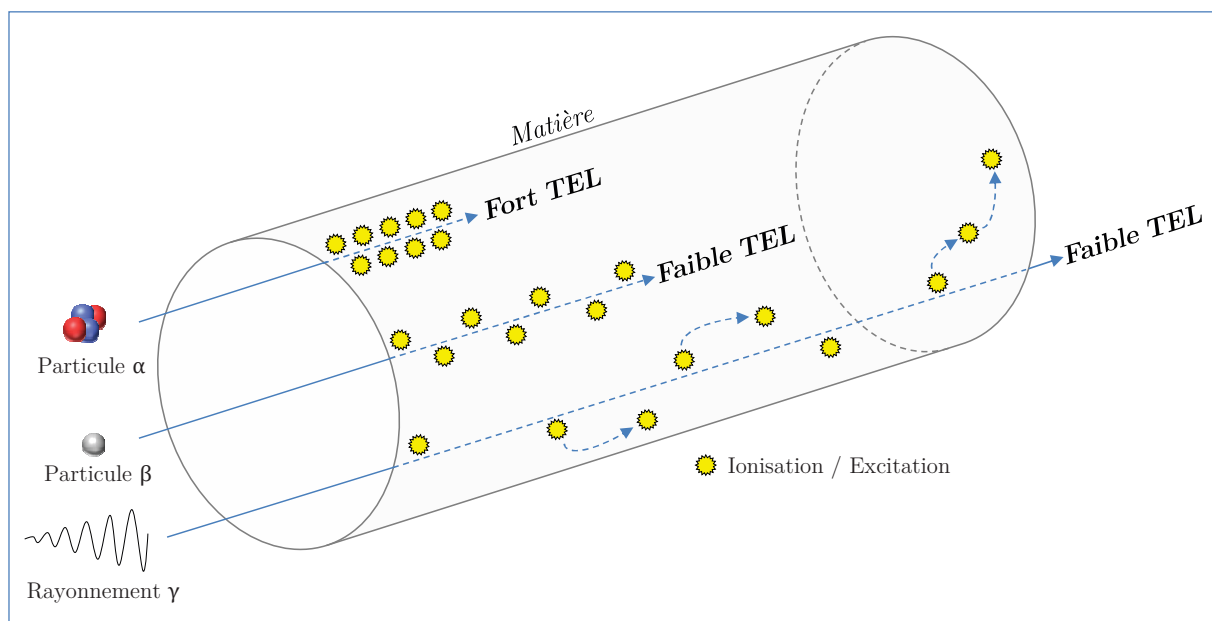 Matière
Fort TEL
Faible TEL
Faible TEL
Particule α
Particule β
Ionisation / Excitation
Rayonnement γ